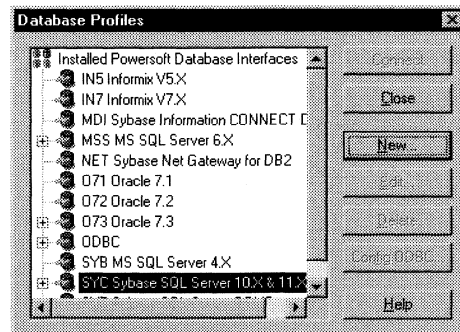 Database Profiles
Installed Powersoft Database Interfaces
IN5 Informix V5.X
IN7 Informix V7.X
MDI Sybase Information CONNECT D
MSS MS SQL Server 6.X
NET Sybase Net Gateway for DB2
O71 Oracle 7.1
O72 Oracle 7.2
O73 Oracle 7.3
ODBC
SYB MS SQL Server 4.X
SYC Sybase SQL Server 10.X & 11.X
Connect
Close
New...
Edit...
Delete
Config ODBC
Help